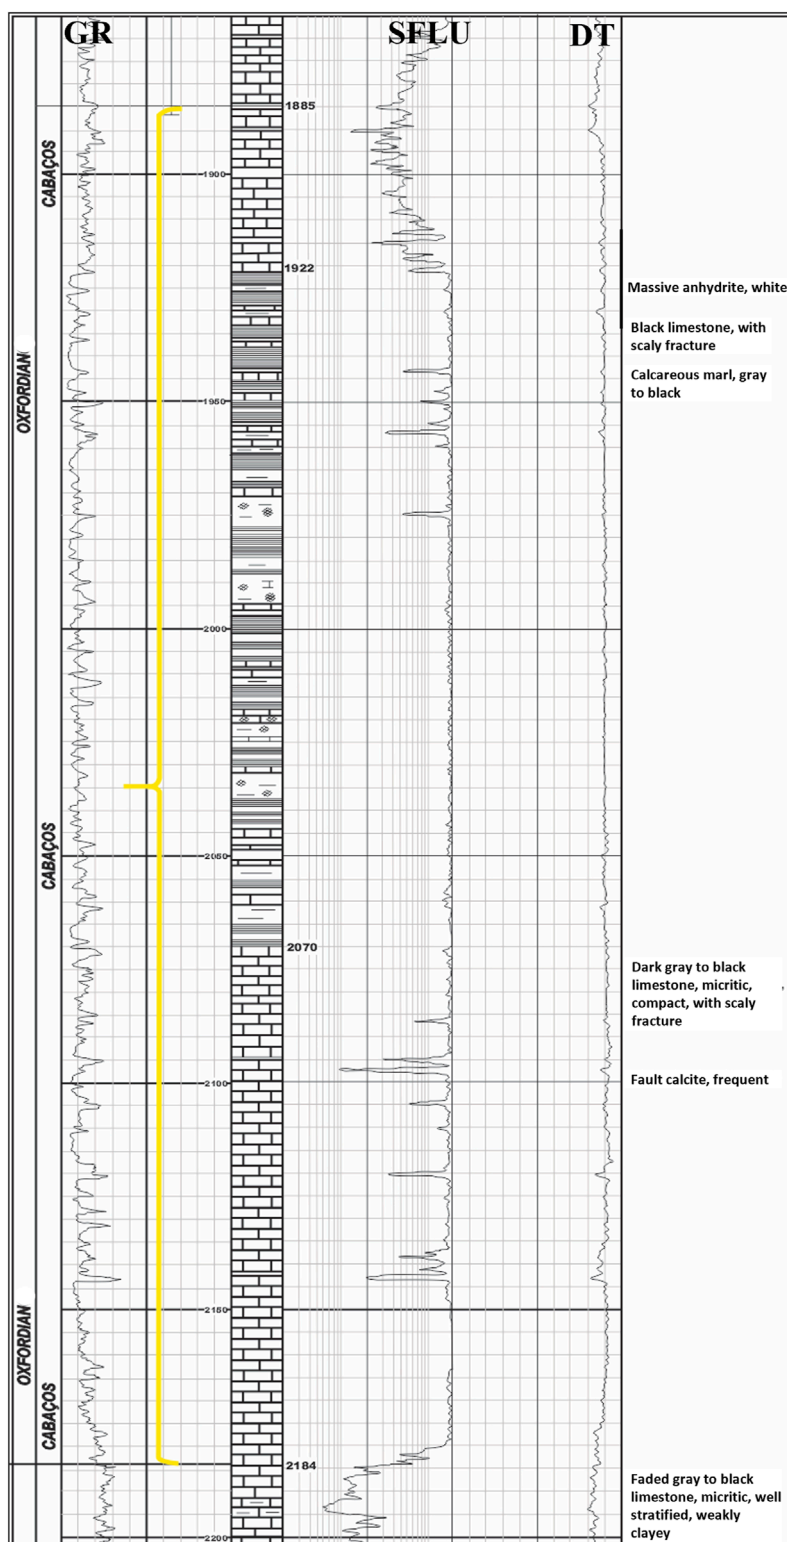 GR
SFLU
DT
1885
CABAÇOS
1900
1922
Massive anhydrite, white
Black limestone, with
scaly fracture
OXFORDIAN
Calcareous marl, gray
to black
1950
2000
CABAÇOS
2050
2070
Dark gray to black
limestone, micritic,
compact, with scaly
fracture
Fault calcite, frequent
2100
2150
OXFORDIAN
CABAÇOS
2184
Faded gray to black
limestone, micritic, well
stratified, weakly
clayey
2200